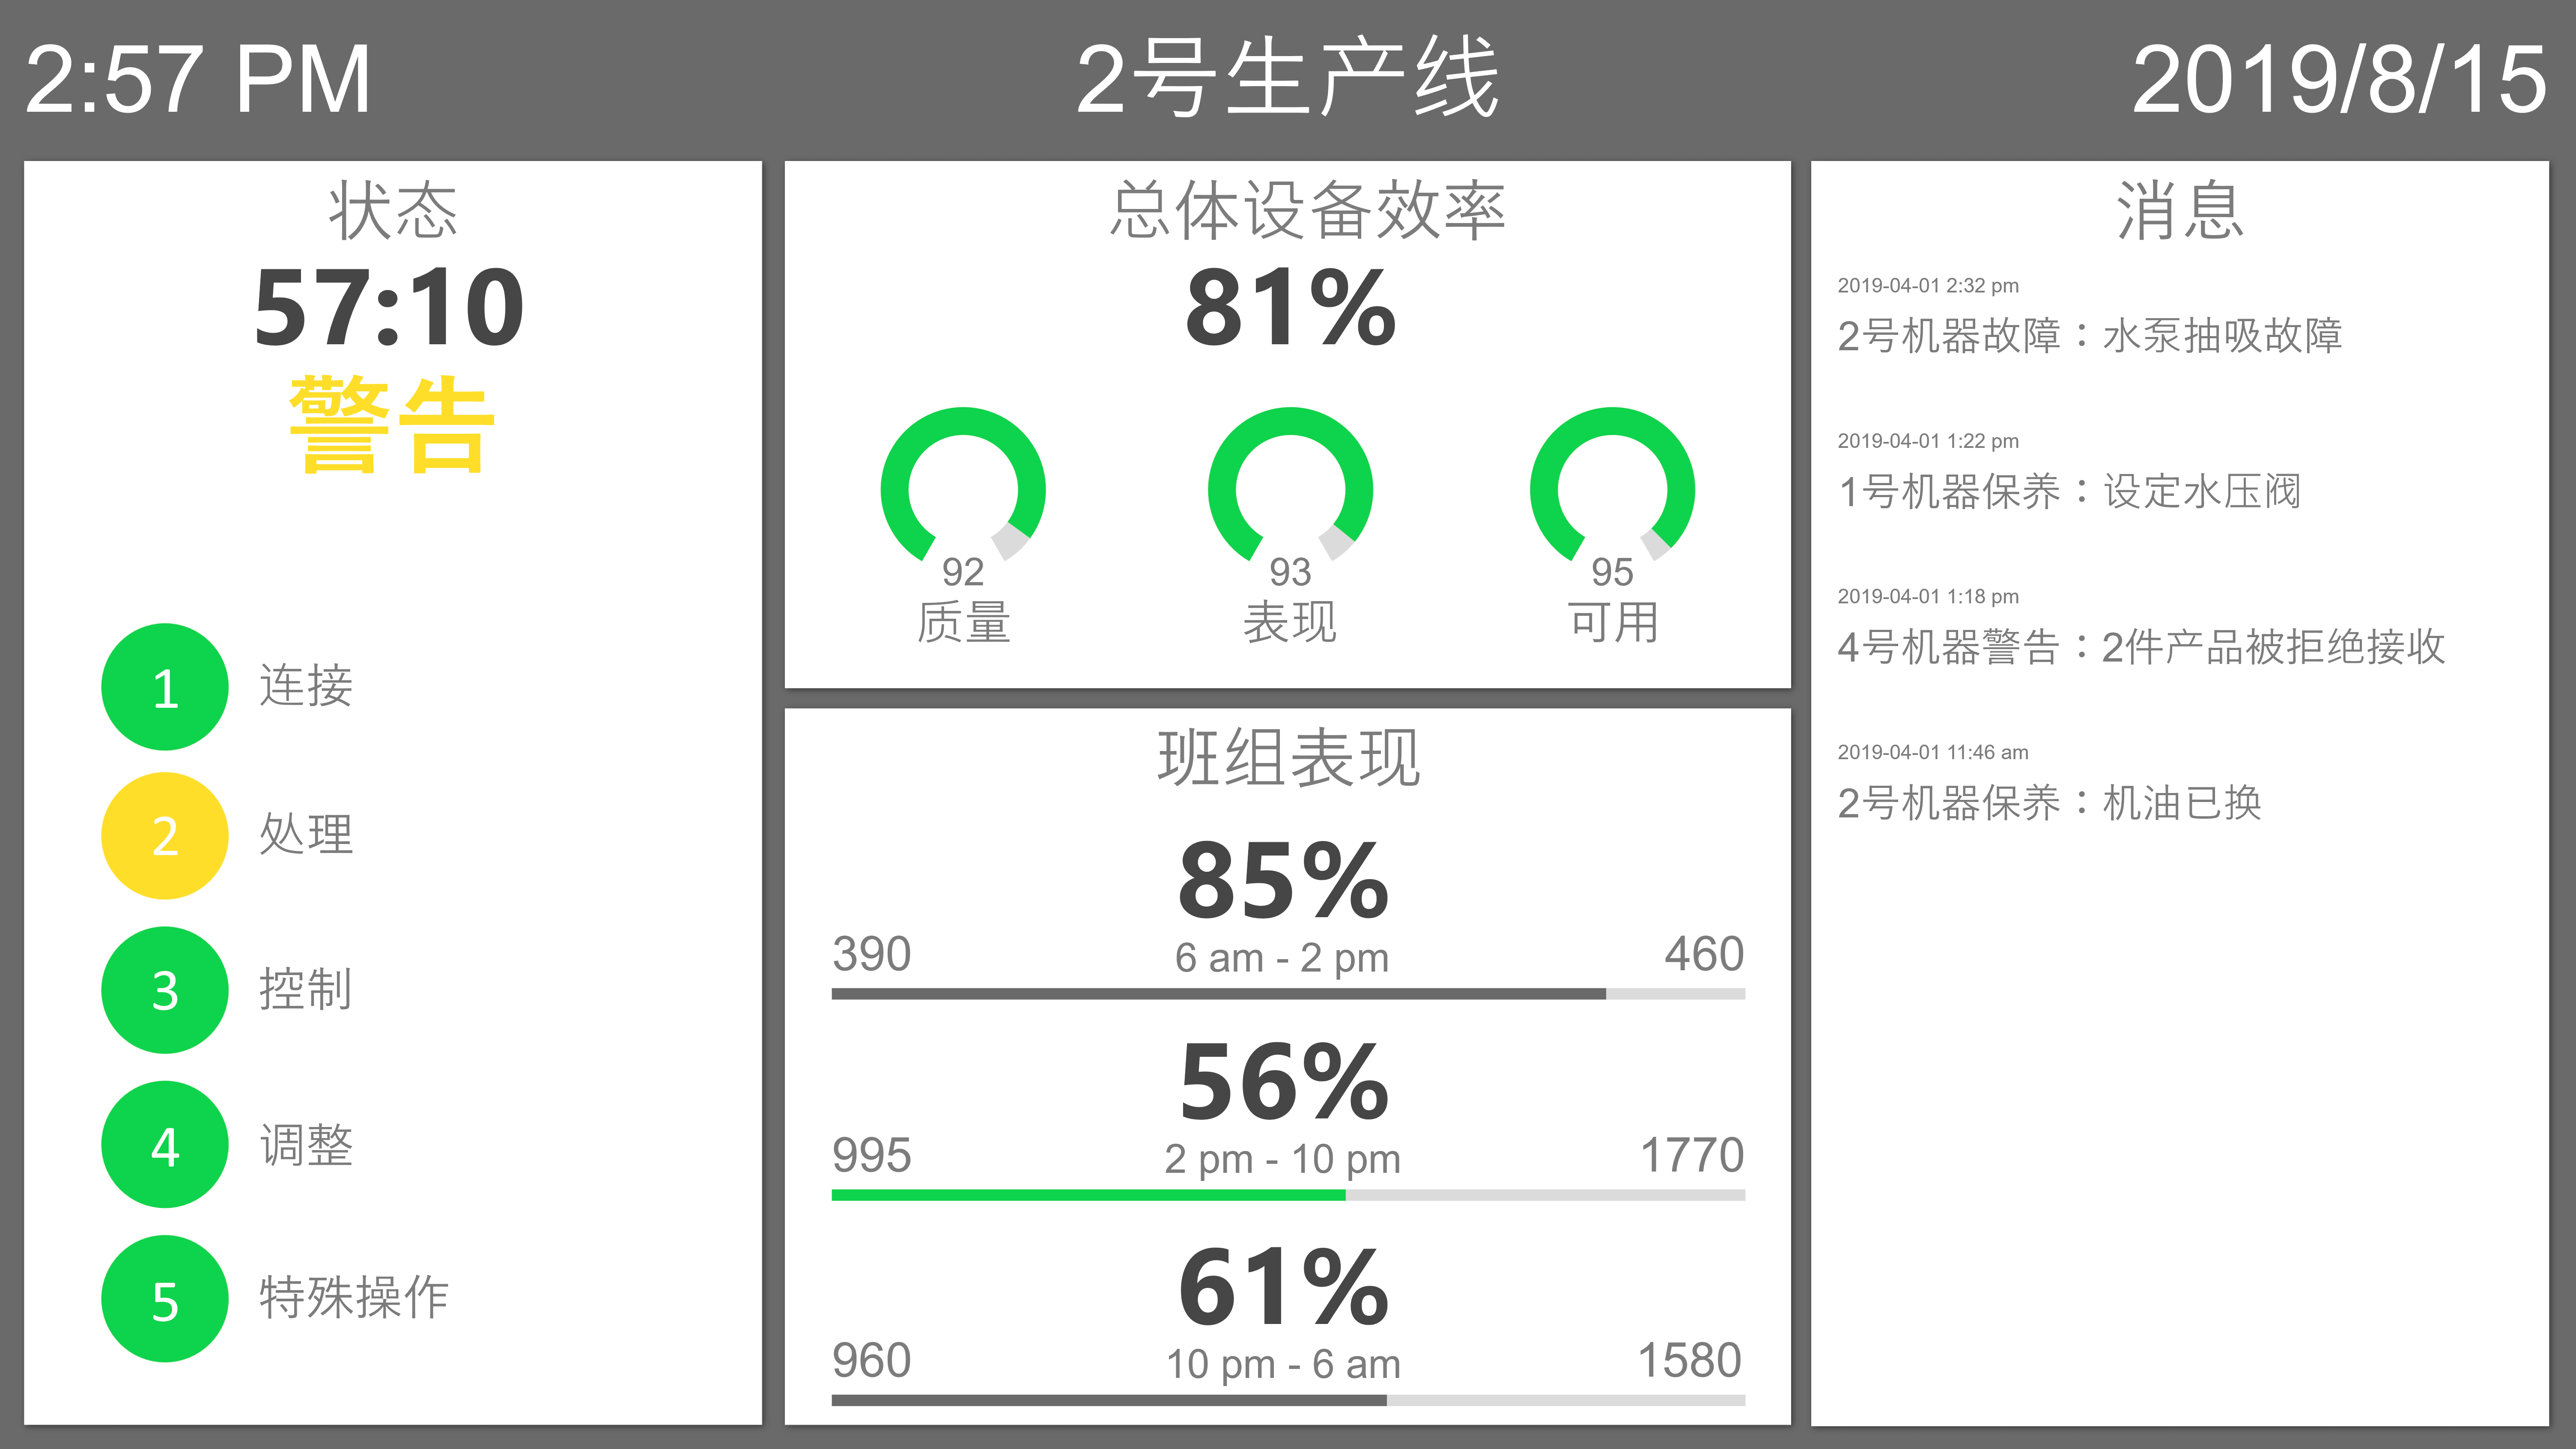 2:57 PM
2号生产线
2019/8/15
状态
57:10
警告
1 连接
2 处理
3 控制
4 调整
5 特殊操作
总体设备效率
81%
92
质量
93
表现
95
可用
班组表现
85%
390 6 am - 2 pm 460
56%
995 2 pm - 10 pm 1770
61%
960 10 pm - 6 am 1580
消息
2019-04-01 2:32 pm
2号机器故障：水泵抽吸故障
2019-04-01 1:22 pm
1号机器保养：设定水压阀
2019-04-01 1:18 pm
4号机器警告：2件产品被拒绝接收
2019-04-01 11:46 am
2号机器保养：机油已换